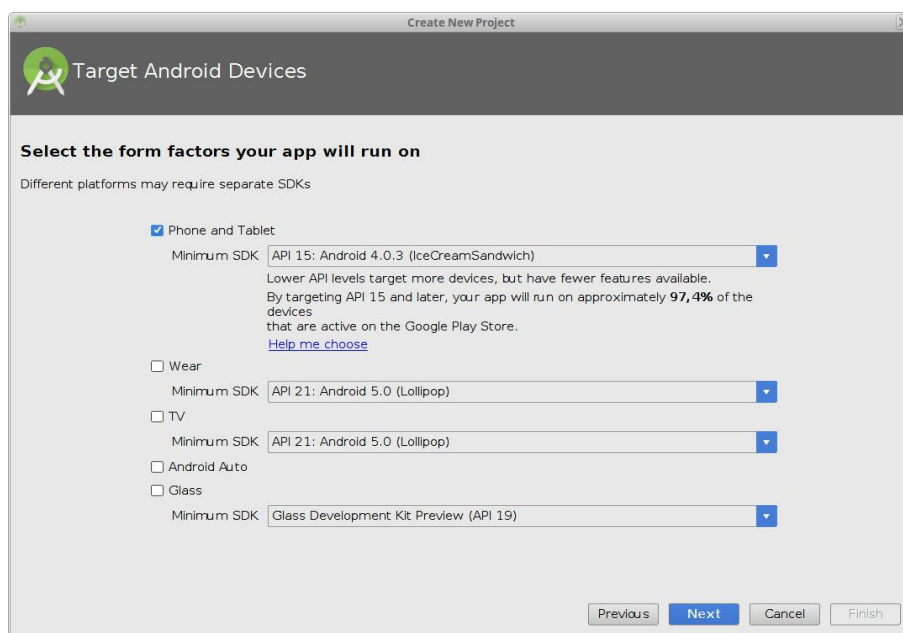 Create New Project
Target Android Devices
Select the form factors your app will run on
Different platforms may require separate SDKs
Phone and Tablet
Minimum SDK API 15: Android 4.0.3 (IceCreamSandwich)
Lower API levels target more devices, but have fewer features available.
By targeting API 15 and later, your app will run on approximately 97,4% of the
devices
that are active on the Google Play Store.
Help me choose
Wear
Minimum SDK API 21: Android 5.0 (Lollipop)
TV
Minimum SDK API 21: Android 5.0 (Lollipop)
Android Auto
Glass
Minimum SDK Glass Development Kit Preview (API 19)
Previous Next Cancel Finish